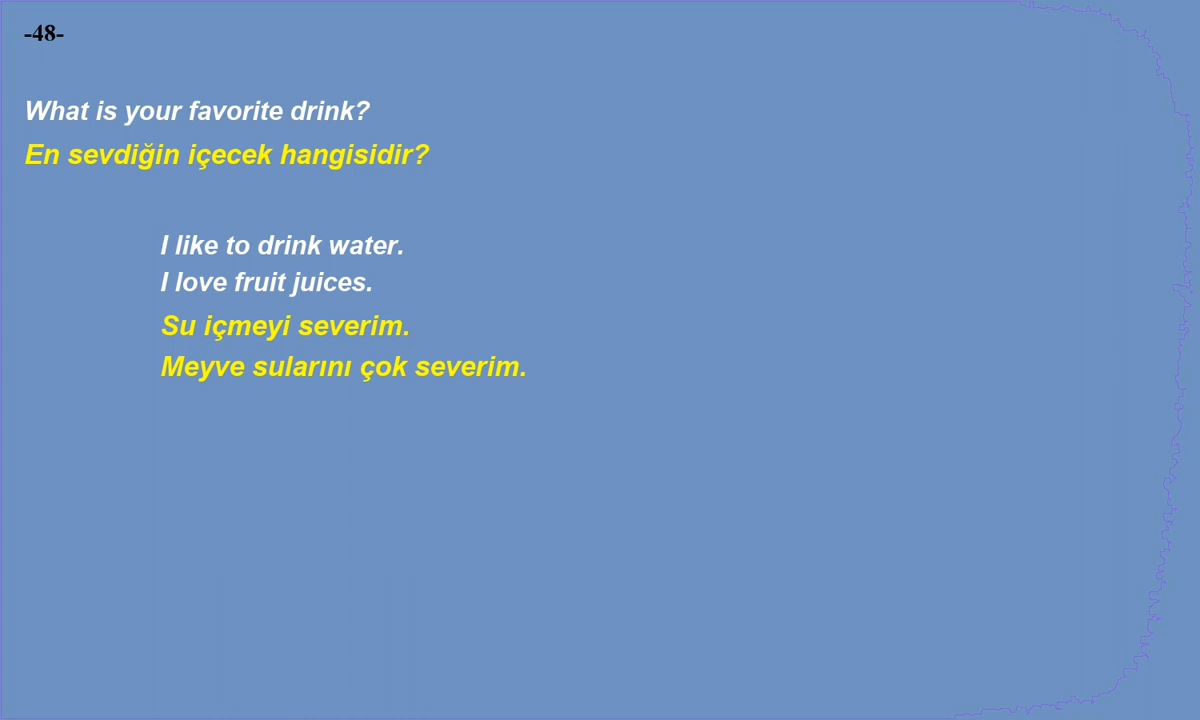 -48-
What is your favorite drink?
En sevdiğin içecek hangisidir?
I like to drink water.
I love fruit juices.
Su içmeyi severim.
Meyve sularını çok severim.